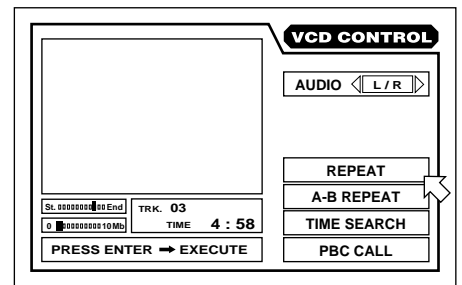 VCD CONTROL
AUDIO L / R
REPEAT
A-B REPEAT
St. End
TRK. 03
0 10Mb
TIME 4 : 58
TIME SEARCH
PRESS ENTER ➞ EXECUTE
PBC CALL